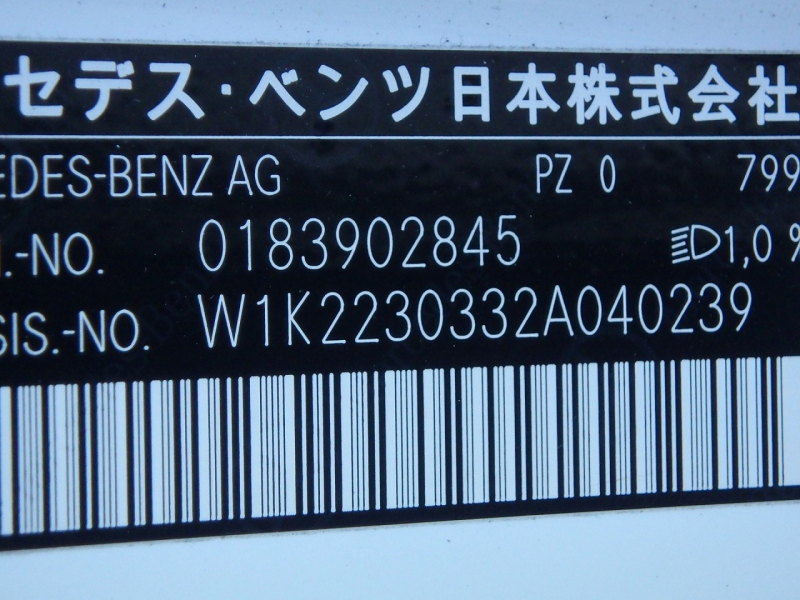 セデス・ベンツ日本株式会社
EDES-BENZ AG PZ 0 799
.-NO. 0183902845 1,0 %
SIS.-NO. W1K2230332A040239